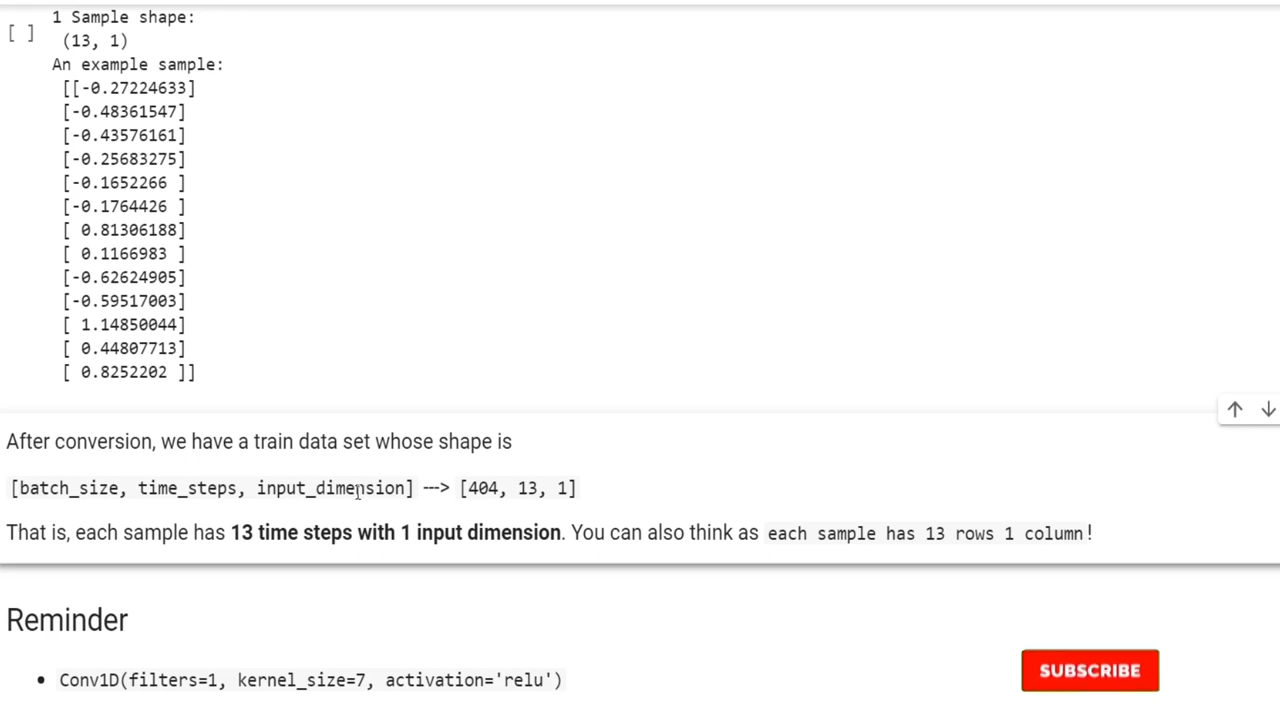 1 Sample shape:
[ ]
(13, 1)
An example sample:
[[-0.27224633]
[-0.48361547]
[-0.43576161]
[-0.25683275]
[-0.1652266 ]
[-0.1764426 ]
[ 0.81306188]
[ 0.1166983 ]
[-0.62624905]
[-0.59517003]
[ 1.14850044]
[ 0.44807713]
[ 0.8252202 ]]
After conversion, we have a train data set whose shape is
[batch_size, time_steps, input_dimension] ---> [404, 13, 1]
That is, each sample has 13 time steps with 1 input dimension. You can also think as each sample has 13 rows 1 column!
Reminder
• Conv1D(filters=1, kernel_size=7, activation='relu')
SUBSCRIBE